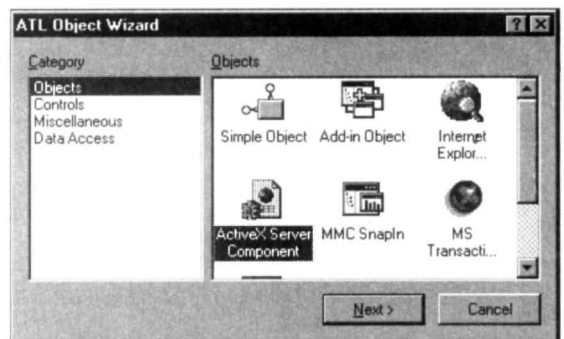 ATL Object Wizard
Category
Objects
Controls
Miscellaneous
Data Access
Objects
Simple Object
Add-in Object
Internet
Explor...
ActiveX Server
Component
MMC SnapIn
MS
Transacti...
Next >
Cancel